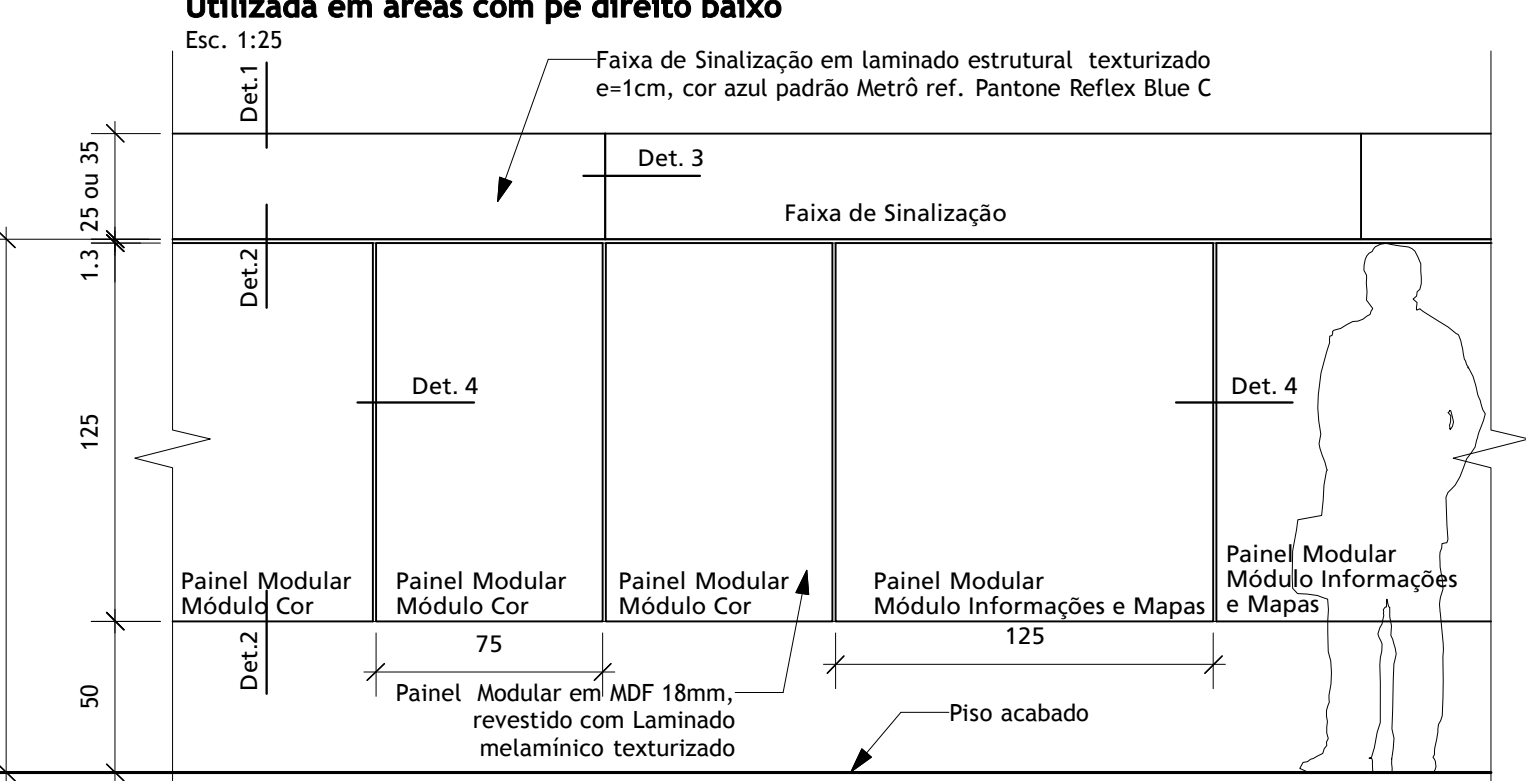 Utilizada em áreas com pé direito baixo
Esc. 1:25
Det.1
Faixa de Sinalização em laminado estrutural texturizado
e=1cm, cor azul padrão Metrô ref. Pantone Reflex Blue C
25 ou 35
Det. 3
Faixa de Sinalização
1.3
Det.2
125
Det. 4
Det. 4
Painel Modular
Módulo Cor
Painel Modular
Módulo Cor
Painel Modular
Módulo Cor
Painel Modular
Módulo Informações e Mapas
Painel Modular
Módulo Informações
e Mapas
50
Det.2
75
125
Painel Modular em MDF 18mm,
revestido com Laminado
melamínico texturizado
Piso acabado